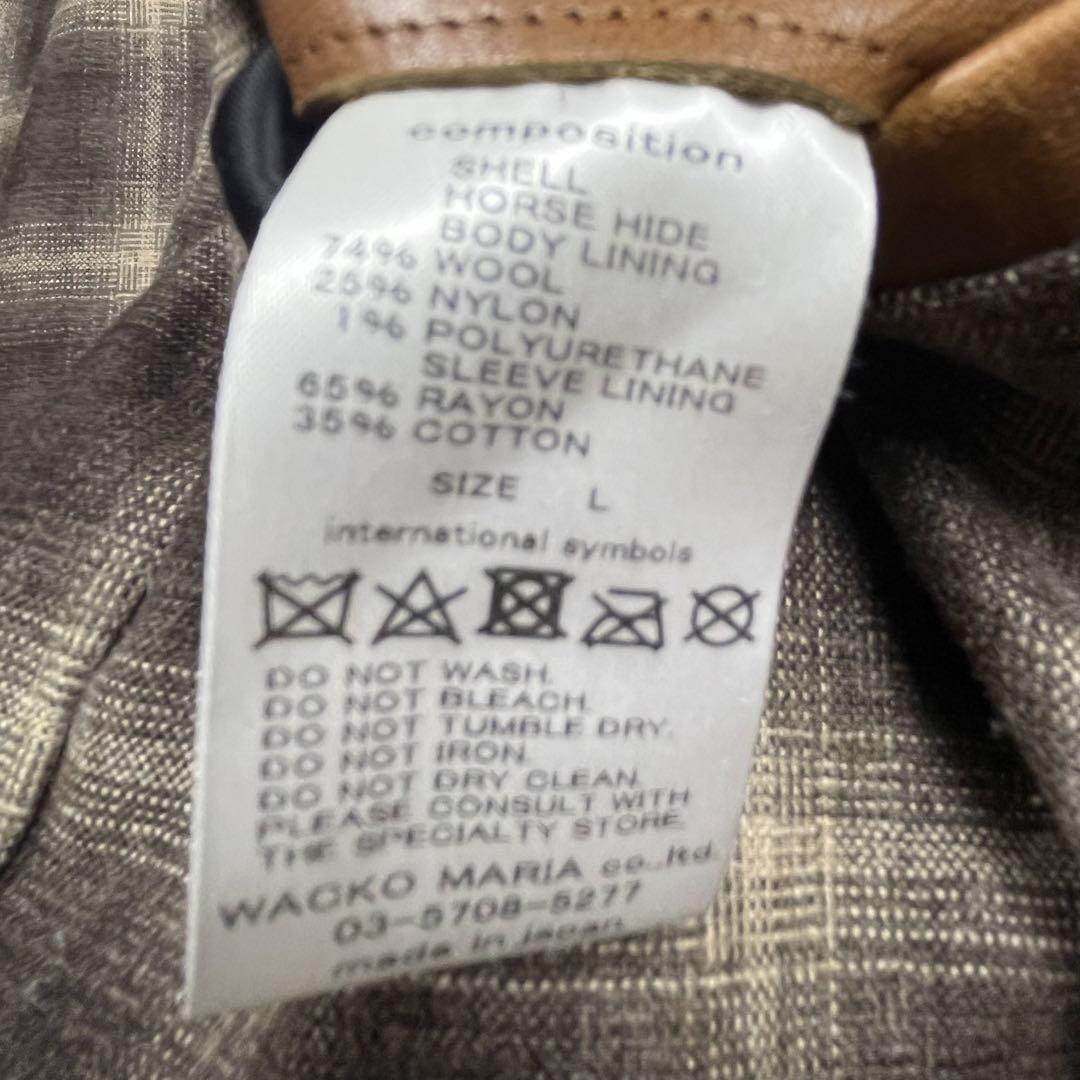 composition
SHELL
HORSE HIDE
BODY LINING
74% WOOL
25% NYLON
1% POLYURETHANE
SLEEVE LINING
65% RAYON
35% COTTON
SIZE L
international symbols
DO NOT WASH.
DO NOT BLEACH.
DO NOT TUMBLE DRY.
DO NOT IRON.
DO NOT DRY CLEAN.
PLEASE CONSULT WITH
THE SPECIALTY STORE
WACKO MARIA co.,ltd.
03-5708-5277
made in japan